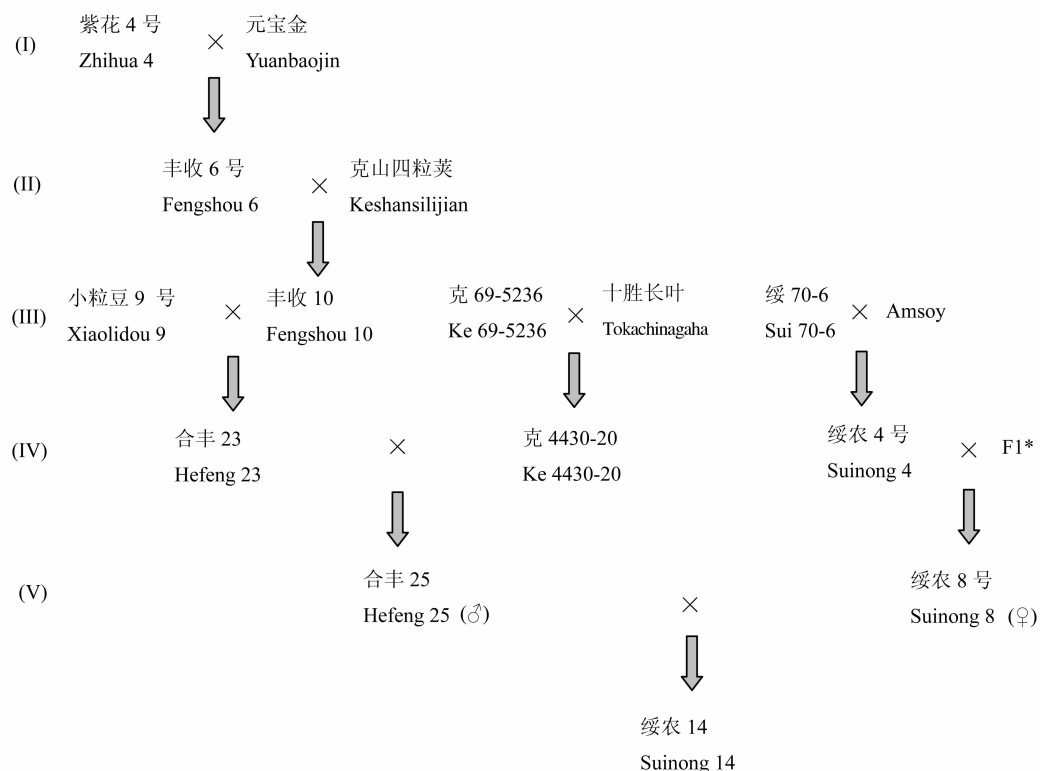 (I)
紫花 4 号
元宝金
×
Zhihua 4
Yuanbaojin
(II)
丰收 6 号
克山四粒荚
×
Fengshou 6
Keshansilijian
(III)
小粒豆 9 号
丰收 10
克 69-5236
十胜长叶
绥 70-6
Amsoy
×
×
×
Xiaolidou 9
Fengshou 10
Ke 69-5236
Tokachinagaha
Sui 70-6
(IV)
合丰 23
克 4430-20
绥农 4 号
F1*
×
×
Hefeng 23
Ke 4430-20
Suinong 4
(V)
合丰 25
绥农 8 号
×
Hefeng 25 (♂)
Suinong 8 (♀)
绥农 14
Suinong 14